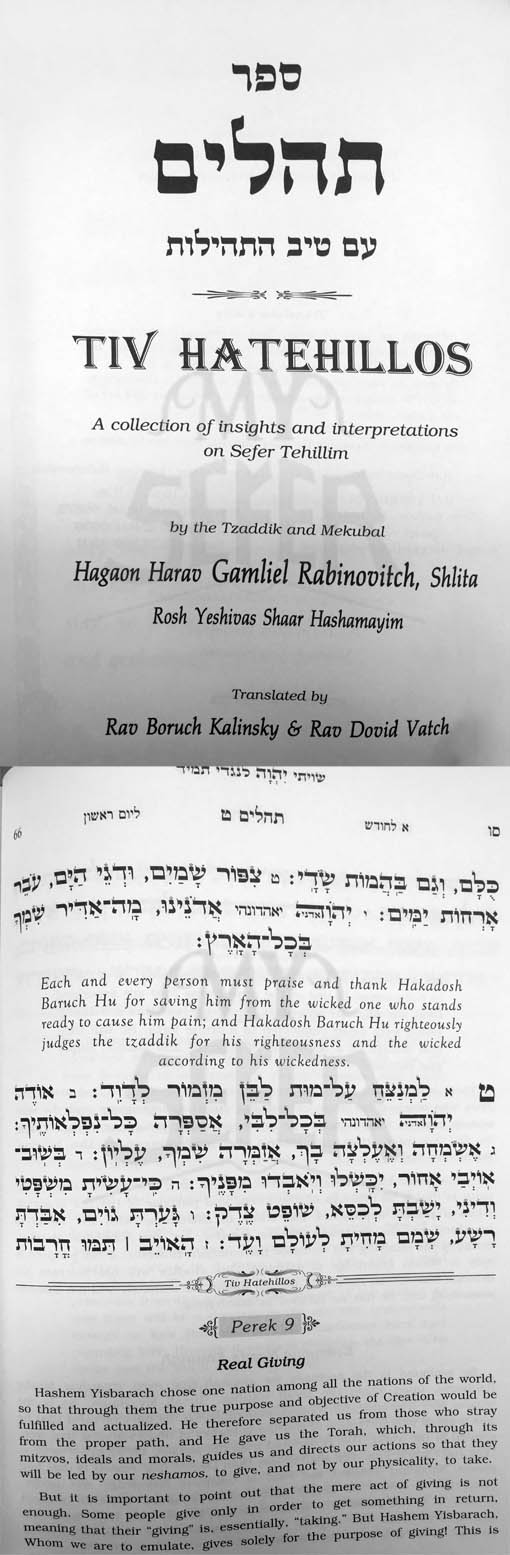 ספר
תהלים
עם טיב התהילות
TIV HATEHILLOS
A collection of insights and interpretations
on Sefer Tehillim
by the Tzaddik and Mekubal
Hagaon Harav Gamliel Rabinovitch, Shlita
Rosh Yeshivas Shaar Hashamayim
Translated by
Rav Boruch Kalinsky & Rav Dovid Vatch
MY
SEFER
שויתי יהוה לנגדי תמיד
סו א לחודש תהלים ט ליום ראשון 66
כֻּלָּם, וְגַם בַּהֲמוֹת שָׂדָי: ט צִפּוֹר שָׁמַיִם, וּדְגֵי הַיָּם, עֹבֵר
אָרְחוֹת יַמִּים: י יְהֹוָה יאהדונהי אֲדֹנֵינוּ, מָה־אַדִּיר שִׁמְךָ
בְּכָל־הָאָרֶץ:
Each and every person must praise and thank Hakadosh
Baruch Hu for saving him from the wicked one who stands
ready to cause him pain; and Hakadosh Baruch Hu righteously
judges the tzaddik for his righteousness and the wicked
according to his wickedness.
ט א לַמְנַצֵּחַ עַל־מוּת לַבֵּן מִזְמוֹר לְדָוִד: ב אוֹדֶה
יְהֹוָה יאהדונהי בְּכָל־לִבִּי, אֲסַפְּרָה כָּל־נִפְלְאוֹתֶיךָ:
ג אֶשְׂמְחָה וְאֶעֶלְצָה בָךְ, אֲזַמְּרָה שִׁמְךָ, עֶלְיוֹן: ד בְּשׁוּב־
אוֹיְבַי אָחוֹר, יִכָּשְׁלוּ וְיֹאבְדוּ מִפָּנֶיךָ: ה כִּי־עָשִׂיתָ מִשְׁפָּטִי
וְדִינִי, יָשַׁבְתָּ לְכִסֵּא, שׁוֹפֵט צֶדֶק: ו גָּעַרְתָּ גוֹיִם, אִבַּדְתָּ
רָשָׁע, שְׁמָם מָחִיתָ לְעוֹלָם וָעֶד: ז הָאוֹיֵב | תַּמּוּ חֳרָבוֹת
Tiv Hatehillos
Perek 9
Real Giving
Hashem Yisbarach chose one nation among all the nations of the world,
so that through them the true purpose and objective of Creation would be
fulfilled and actualized. He therefore separated us from those who stray
from the proper path, and He gave us the Torah, which, through its
mitzvos, ideals and morals, guides us and directs our actions so that they
will be led by our neshamos, to give, and not by our physicality, to take.
But it is important to point out that the mere act of giving is not
enough. Some people give only in order to get something in return,
meaning that their “giving” is, essentially, “taking.” But Hashem Yisbarach,
Whom we are to emulate, gives solely for the purpose of giving! This is